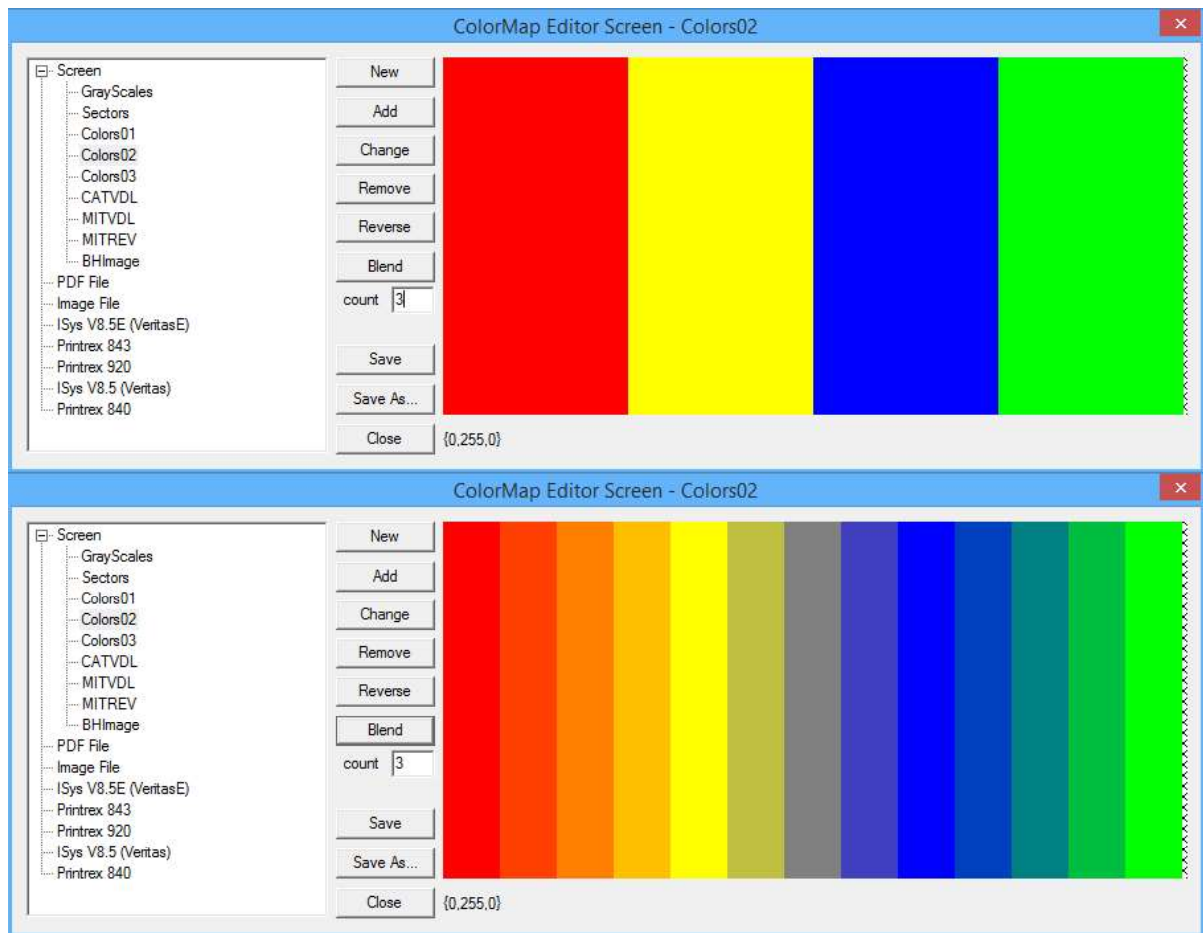 ColorMap Editor Screen - Colors02
×
Screen
GrayScales
Sectors
Colors01
Colors02
Colors03
CATVDL
MITVDL
MITREV
BHImage
PDF File
Image File
ISys V8.5E (VeritasE)
Printrex 843
Printrex 920
ISys V8.5 (Veritas)
Printrex 840
New
Add
Change
Remove
Reverse
Blend
count 3
Save
Save As...
Close
{0,255,0}
ColorMap Editor Screen - Colors02
×
Screen
GrayScales
Sectors
Colors01
Colors02
Colors03
CATVDL
MITVDL
MITREV
BHImage
PDF File
Image File
ISys V8.5E (VeritasE)
Printrex 843
Printrex 920
ISys V8.5 (Veritas)
Printrex 840
New
Add
Change
Remove
Reverse
Blend
count 3
Save
Save As...
Close
{0,255,0}